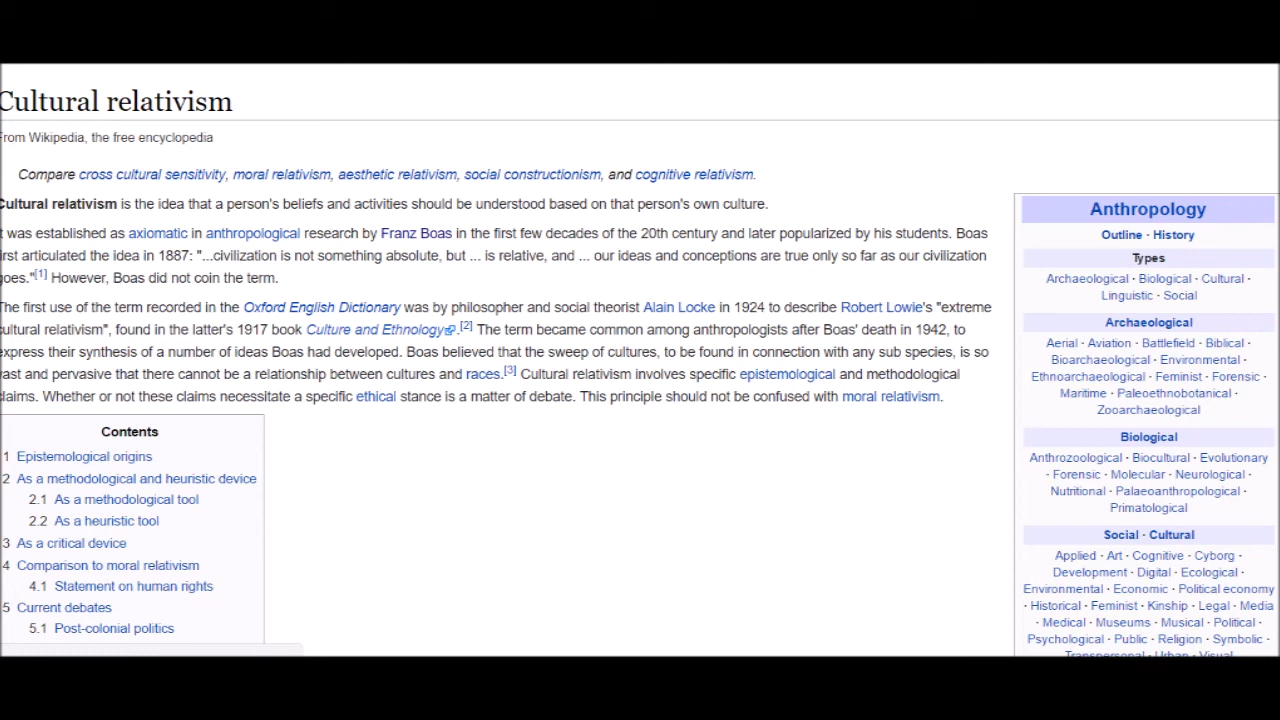 Cultural relativism
From Wikipedia, the free encyclopedia
Compare cross cultural sensitivity, moral relativism, aesthetic relativism, social constructionism, and cognitive relativism.
Cultural relativism is the idea that a person's beliefs and activities should be understood based on that person's own culture.
It was established as axiomatic in anthropological research by Franz Boas in the first few decades of the 20th century and later popularized by his students. Boas
first articulated the idea in 1887: "...civilization is not something absolute, but ... is relative, and ... our ideas and conceptions are true only so far as our civilization
goes."[1] However, Boas did not coin the term.
The first use of the term recorded in the Oxford English Dictionary was by philosopher and social theorist Alain Locke in 1924 to describe Robert Lowie's "extreme
cultural relativism", found in the latter's 1917 book Culture and Ethnology.[2] The term became common among anthropologists after Boas' death in 1942, to
express their synthesis of a number of ideas Boas had developed. Boas believed that the sweep of cultures, to be found in connection with any sub species, is so
vast and pervasive that there cannot be a relationship between cultures and races.[3] Cultural relativism involves specific epistemological and methodological
claims. Whether or not these claims necessitate a specific ethical stance is a matter of debate. This principle should not be confused with moral relativism.
Contents
1 Epistemological origins
2 As a methodological and heuristic device
2.1 As a methodological tool
2.2 As a heuristic tool
3 As a critical device
4 Comparison to moral relativism
4.1 Statement on human rights
5 Current debates
5.1 Post-colonial politics
Anthropology
Outline · History
Types
Archaeological · Biological · Cultural ·
Linguistic · Social
Archaeological
Aerial · Aviation · Battlefield · Biblical ·
Bioarchaeological · Environmental ·
Ethnoarchaeological · Feminist · Forensic ·
Maritime · Paleoethnobotanical ·
Zooarchaeological
Biological
Anthrozoological · Biocultural · Evolutionary
· Forensic · Molecular · Neurological ·
Nutritional · Palaeoanthropological ·
Primatological
Social · Cultural
Applied · Art · Cognitive · Cyborg ·
Development · Digital · Ecological ·
Environmental · Economic · Political economy
· Historical · Feminist · Kinship · Legal · Media
· Medical · Museums · Musical · Political ·
Psychological · Public · Religion · Symbolic ·
Transpersonal · Urban · Visual